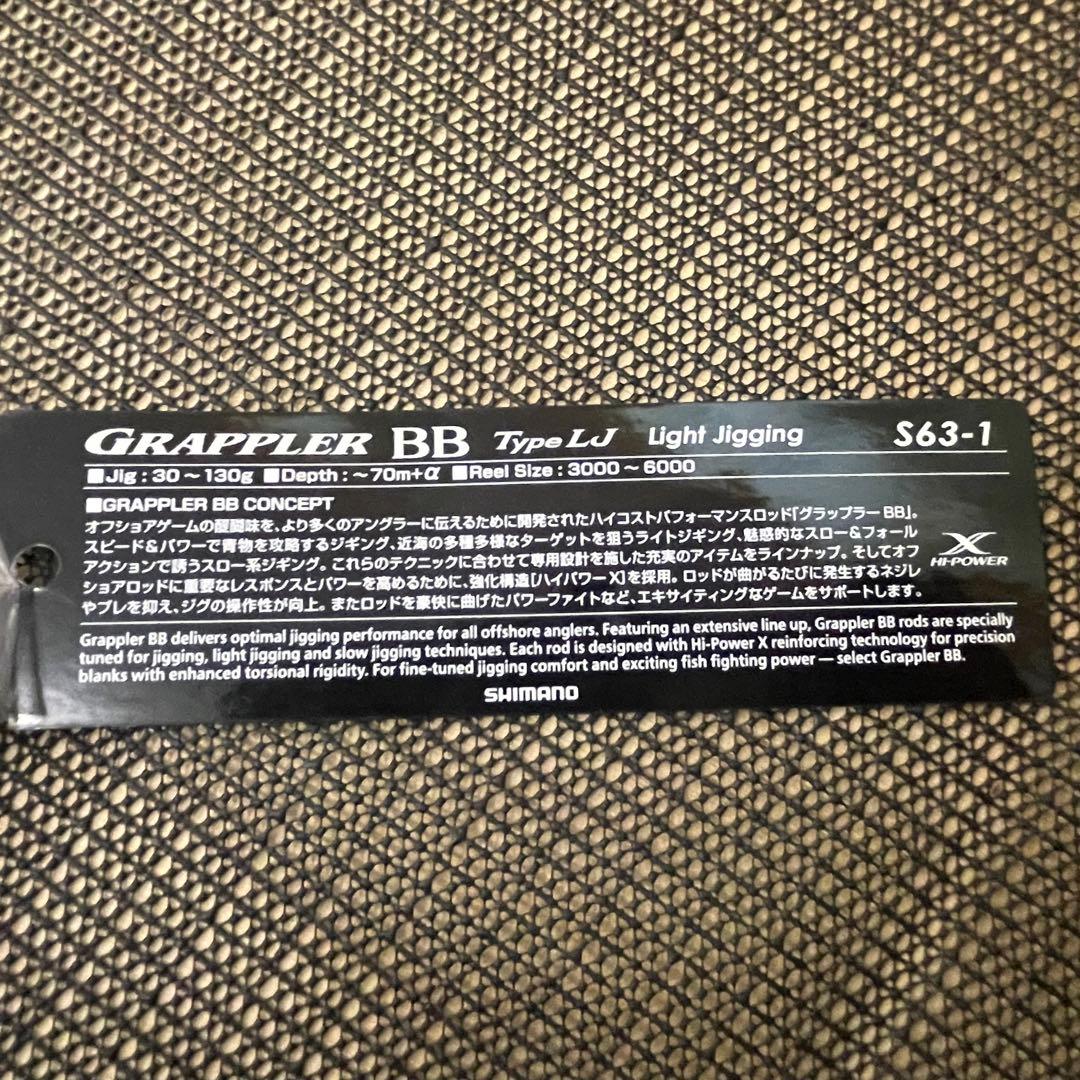 GRAPPLER BB Type LJ Light Jigging S63-1
■Jig : 30～130g ■Depth : ～70m+α ■Reel Size : 3000～6000
■GRAPPLER BB CONCEPT
オフショアゲームの醍醐味を、より多くのアングラーに伝えるために開発されたハイコストパフォーマンスロッド「グラップラーBB」。
スピード&パワーで青物を攻略するジギング、近海の多種多様なターゲットを狙うライトジギング、魅惑的なスロー&フォール
アクションで誘うスロー系ジギング。これらのテクニックに合わせて専用設計を施した充実のアイテムをラインナップ。そしてオフ
ショアロッドに重要なレスポンスとパワーを高めるために、強化構造[ハイパワーX]を採用。ロッドが曲がるたびに発生するネジレ
やブレを抑え、ジグの操作性が向上。またロッドを豪快に曲げたパワーファイトなど、エキサイティングなゲームをサポートします。
X
HI-POWER
Grappler BB delivers optimal jigging performance for all offshore anglers. Featuring an extensive line up, Grappler BB rods are specially
tuned for jigging, light jigging and slow jigging techniques. Each rod is designed with Hi-Power X reinforcing technology for precision
blanks with enhanced torsional rigidity. For fine-tuned jigging comfort and exciting fish fighting power — select Grappler BB.
SHIMANO